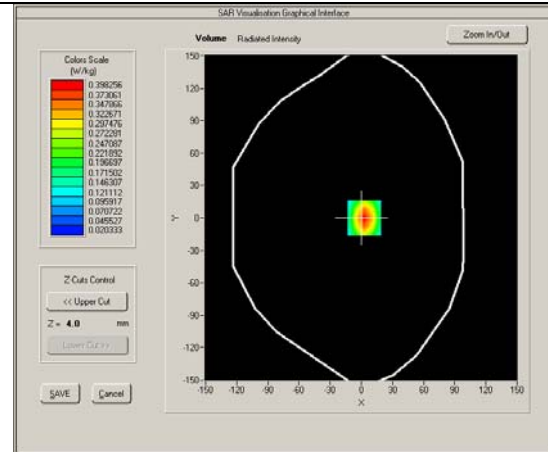 SAR Visualisation Graphical Interface
Volume Radiated Intensity
Zoom In/Out
Colors Scale
(W/kg)
0.398256
0.373061
0.347866
0.322671
0.297476
0.272281
0.247087
0.221892
0.196697
0.171502
0.146307
0.121112
0.095917
0.070722
0.045527
0.020333
Z-Cuts Control
<< Upper Cut
Z = 4.0 mm
Lower Cut >>
SAVE Cancel
150-
120-
90-
60-
30-
0-
-30-
-60-
-90-
-120-
-150-
Y
-150 -120 -90 -60 -30 0 30 60 90 120 150
X